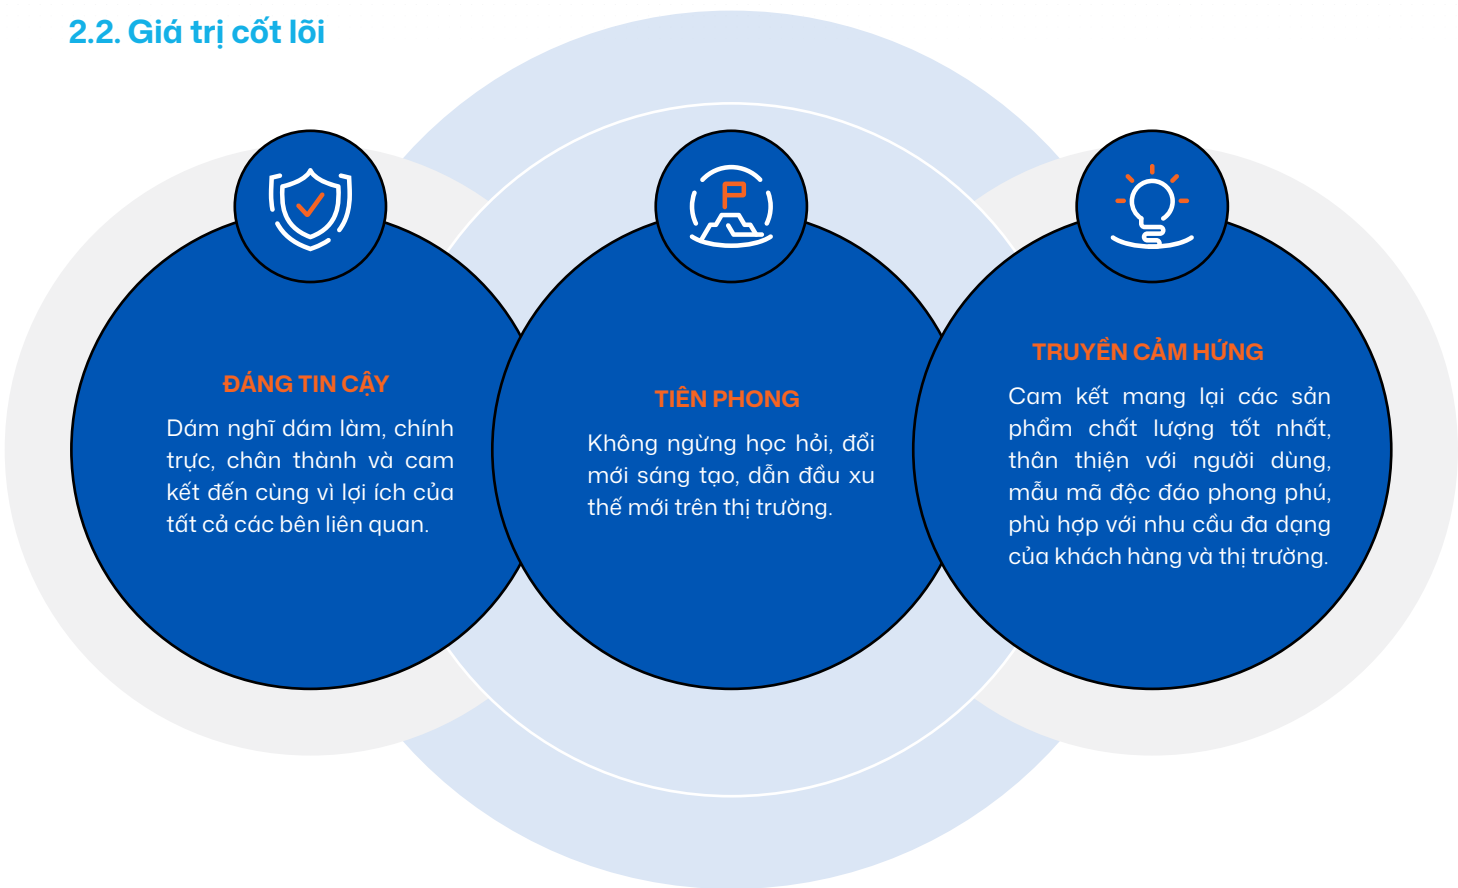 2.2. Giá trị cốt lõi
ĐÁNG TIN CẬY
Dám nghĩ dám làm, chính
trực, chân thành và cam
kết đến cùng vì lợi ích của
tất cả các bên liên quan.
TIÊN PHONG
Không ngừng học hỏi, đổi
mới sáng tạo, dẫn đầu xu
thế mới trên thị trường.
TRUYỀN CẢM HỨNG
Cam kết mang lại các sản
phẩm chất lượng tốt nhất,
thân thiện với người dùng,
mẫu mã độc đáo phong phú,
phù hợp với nhu cầu đa dạng
của khách hàng và thị trường.